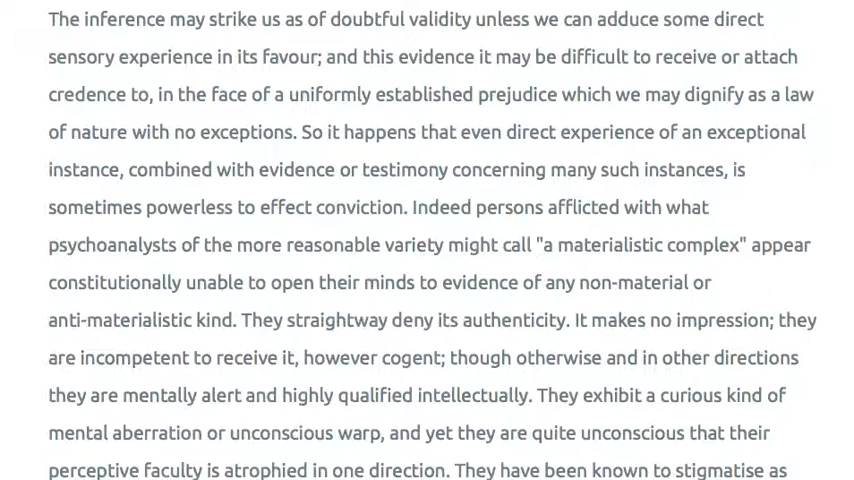 The inference may strike us as of doubtful validity unless we can adduce some direct
sensory experience in its favour; and this evidence it may be difficult to receive or attach
credence to, in the face of a uniformly established prejudice which we may dignify as a law
of nature with no exceptions. So it happens that even direct experience of an exceptional
instance, combined with evidence or testimony concerning many such instances, is
sometimes powerless to effect conviction. Indeed persons afflicted with what
psychoanalysts of the more reasonable variety might call "a materialistic complex" appear
constitutionally unable to open their minds to evidence of any non-material or
anti-materialistic kind. They straightway deny its authenticity. It makes no impression; they
are incompetent to receive it, however cogent; though otherwise and in other directions
they are mentally alert and highly qualified intellectually. They exhibit a curious kind of
mental aberration or unconscious warp, and yet they are quite unconscious that their
perceptive faculty is atrophied in one direction. They have been known to stigmatise as